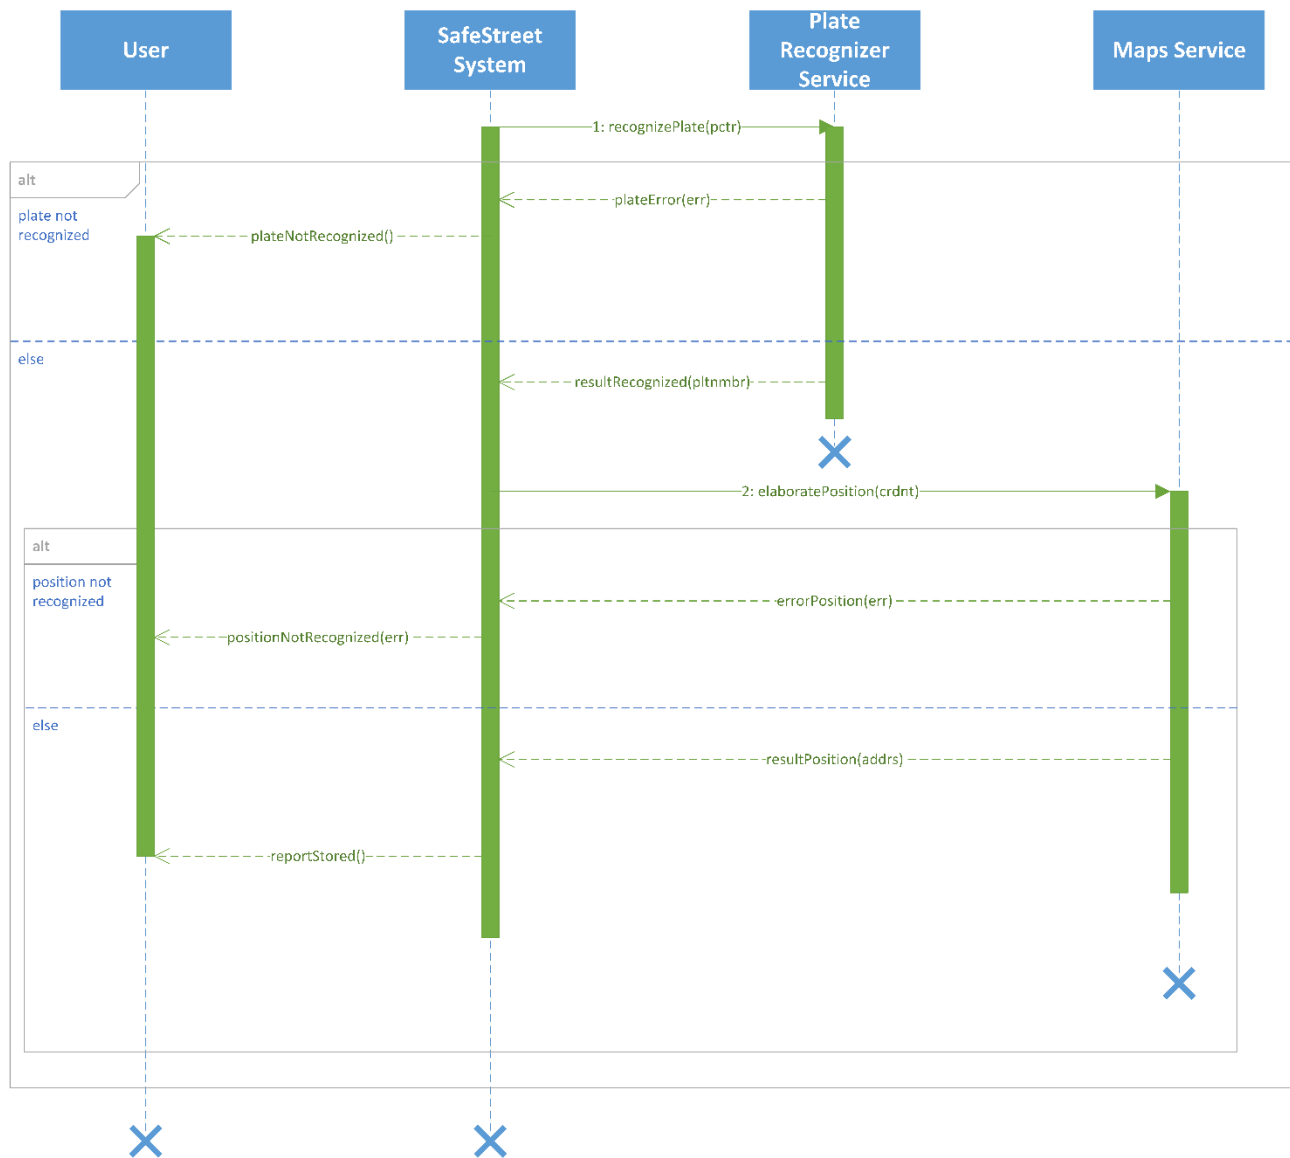 User
SafeStreet
System
Plate
Recognizer
Service
Maps Service
1: recognizePlate(pctr)
alt
plateError(err)
plate not
recognized
plateNotRecognized()
else
resultRecognized(pltnmbr)
2: elaboratePosition(crdnt)
alt
position not
recognized
errorPosition(err)
positionNotRecognized(err)
else
resultPosition(addrs)
reportStored()